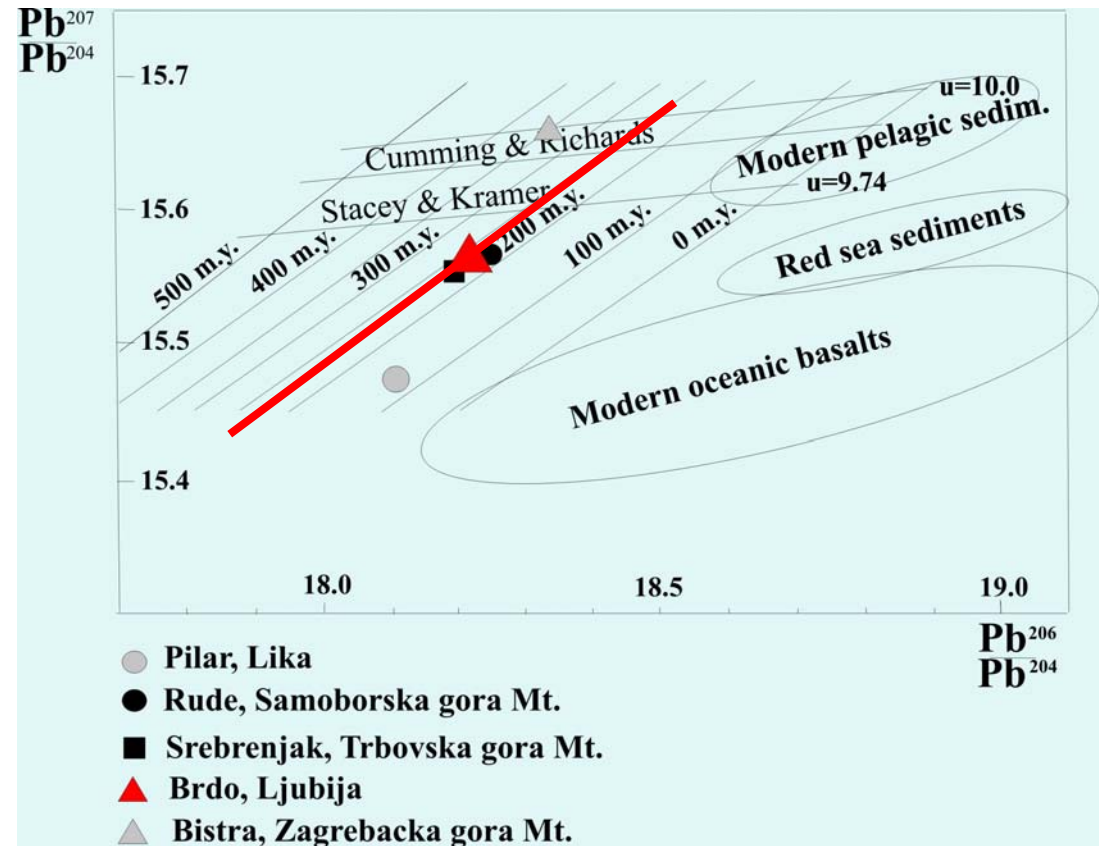 Pb²⁰⁷
Pb²⁰⁴
15.7
u=10.0
Cumming & Richards
Modern pelagic sedim.
u=9.74
15.6
Stacey & Kramer
500 m.y.
400 m.y.
300 m.y.
200 m.y.
100 m.y.
0 m.y.
Red sea sediments
15.5
Modern oceanic basalts
15.4
18.0
18.5
19.0
Pb²⁰⁶
Pb²⁰⁴
Pilar, Lika
Rude, Samoborska gora Mt.
Srebrenjak, Trbovska gora Mt.
Brdo, Ljubija
Bistra, Zagrebacka gora Mt.